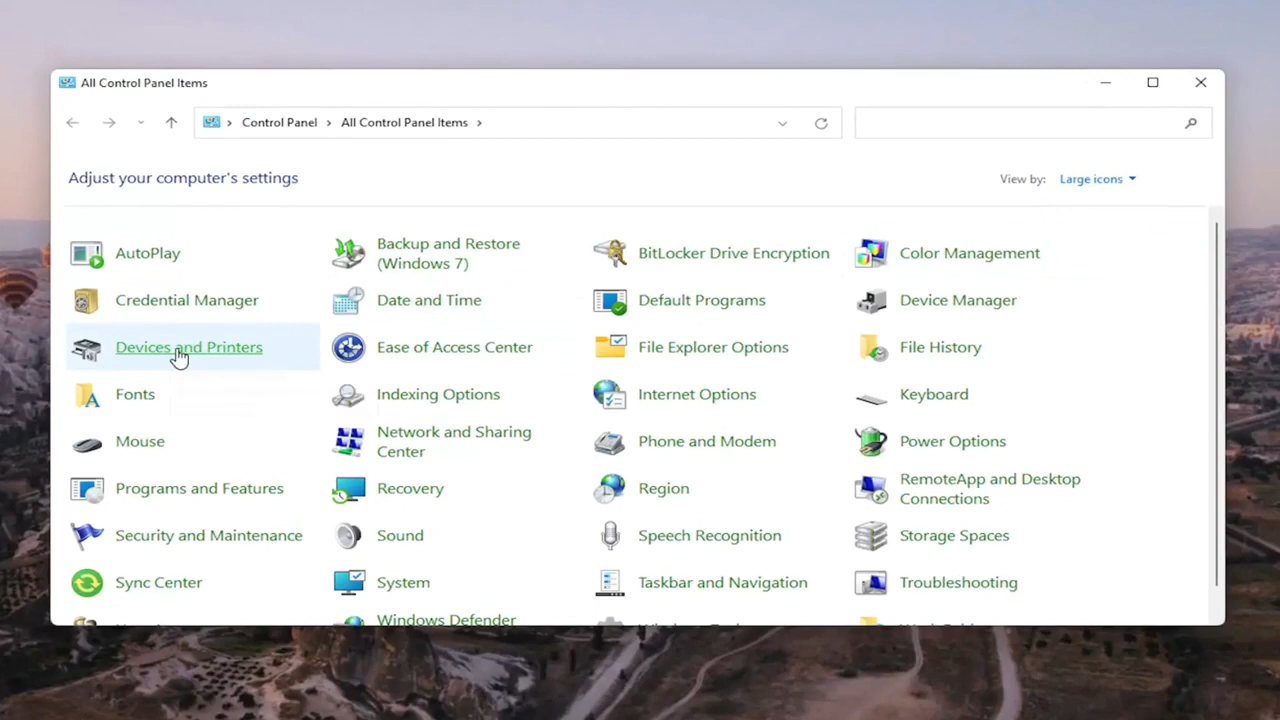 All Control Panel Items
Control Panel > All Control Panel Items >
Adjust your computer's settings
View by: Large icons
AutoPlay
Backup and Restore
(Windows 7)
BitLocker Drive Encryption
Color Management
Credential Manager
Date and Time
Default Programs
Device Manager
Devices and Printers
Ease of Access Center
File Explorer Options
File History
Fonts
Indexing Options
Internet Options
Keyboard
Mouse
Network and Sharing
Center
Phone and Modem
Power Options
Programs and Features
Recovery
Region
RemoteApp and Desktop
Connections
Security and Maintenance
Sound
Speech Recognition
Storage Spaces
Sync Center
System
Taskbar and Navigation
Troubleshooting
Windows Defender